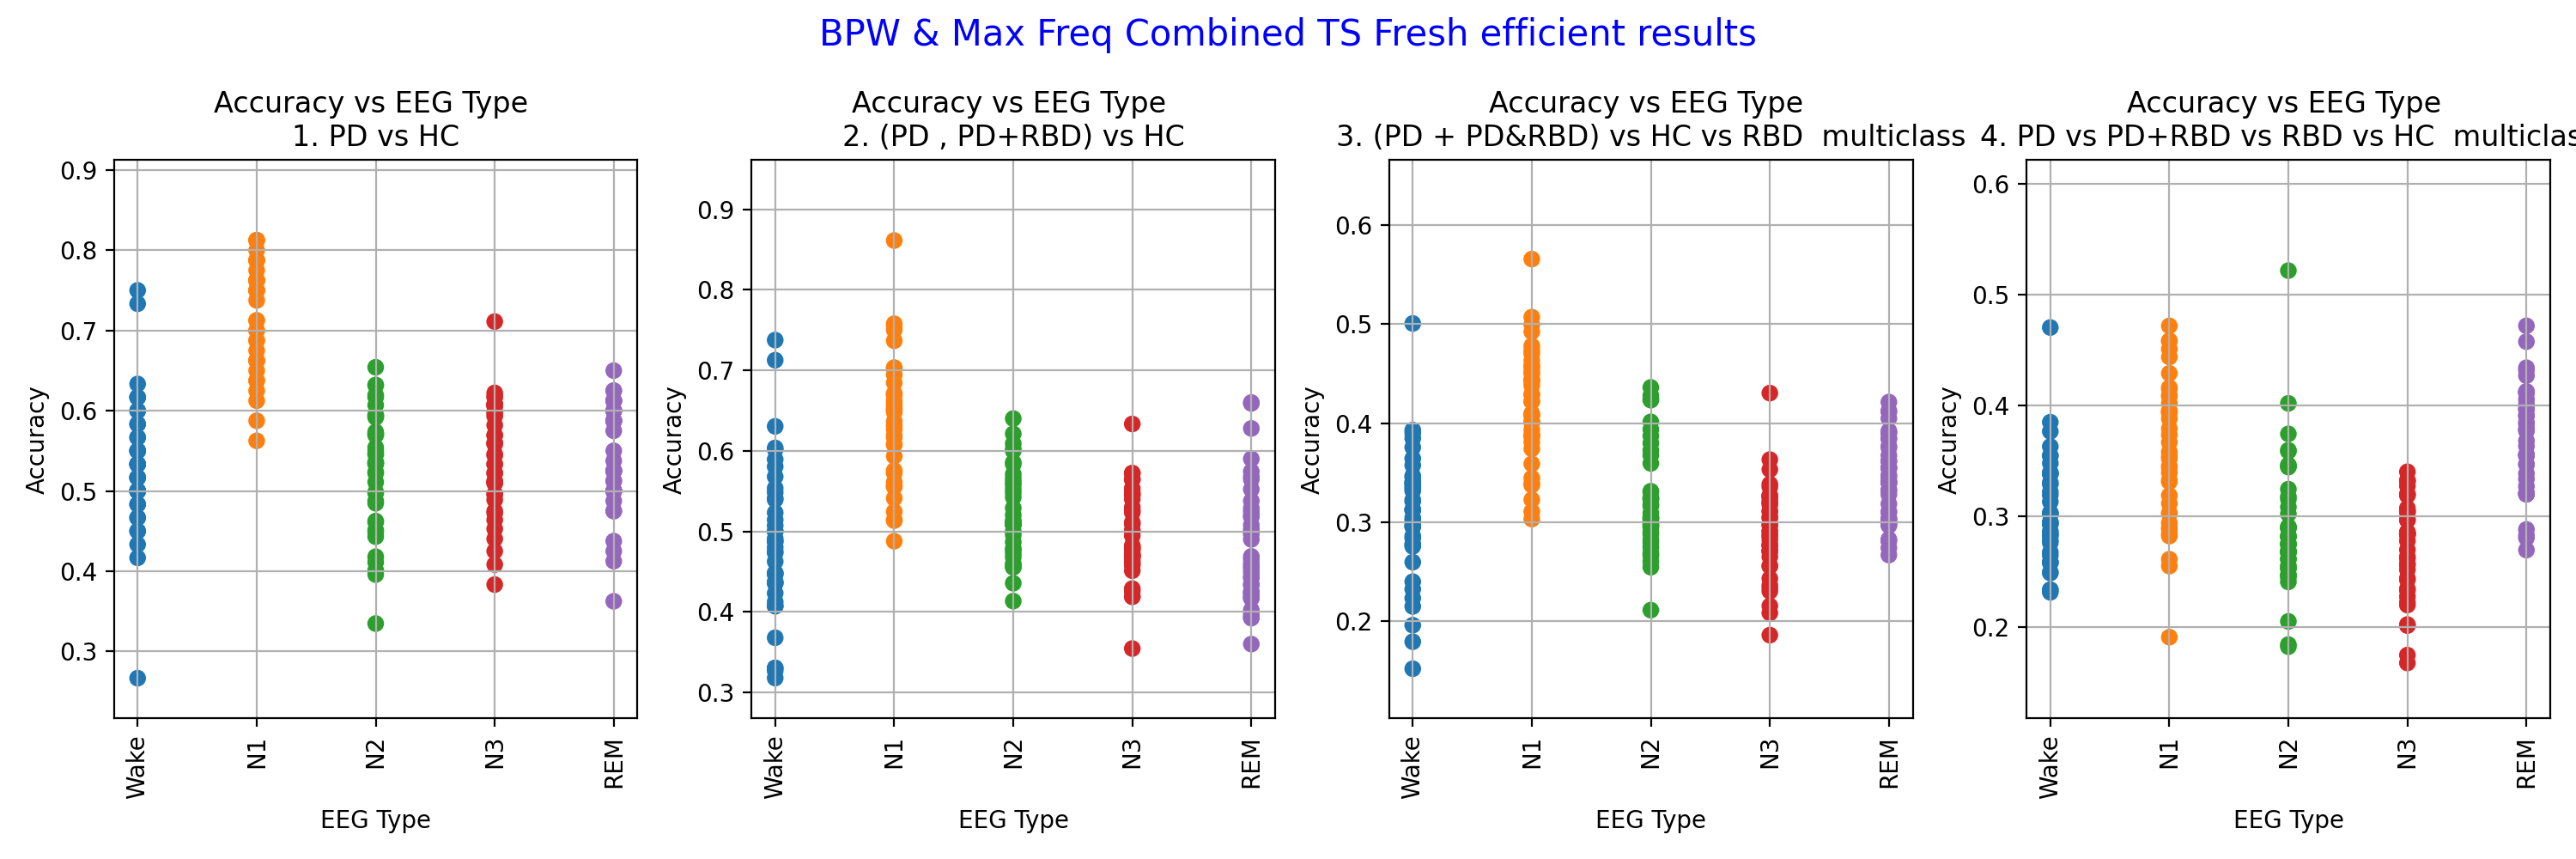 BPW & Max Freq Combined TS Fresh efficient results
Accuracy vs EEG Type
1. PD vs HC
0.9
0.8
0.7
0.6
0.5
0.4
0.3
Accuracy
Wake
N1
N2
N3
REM
EEG Type
Accuracy vs EEG Type
2. (PD , PD+RBD) vs HC
0.9
0.8
0.7
0.6
0.5
0.4
0.3
Accuracy
Wake
N1
N2
N3
REM
EEG Type
Accuracy vs EEG Type
3. (PD + PD&RBD) vs HC vs RBD  multiclass
0.6
0.5
0.4
0.3
0.2
Accuracy
Wake
N1
N2
N3
REM
EEG Type
Accuracy vs EEG Type
4. PD vs PD+RBD vs RBD vs HC  multiclas
0.6
0.5
0.4
0.3
0.2
Accuracy
Wake
N1
N2
N3
REM
EEG Type